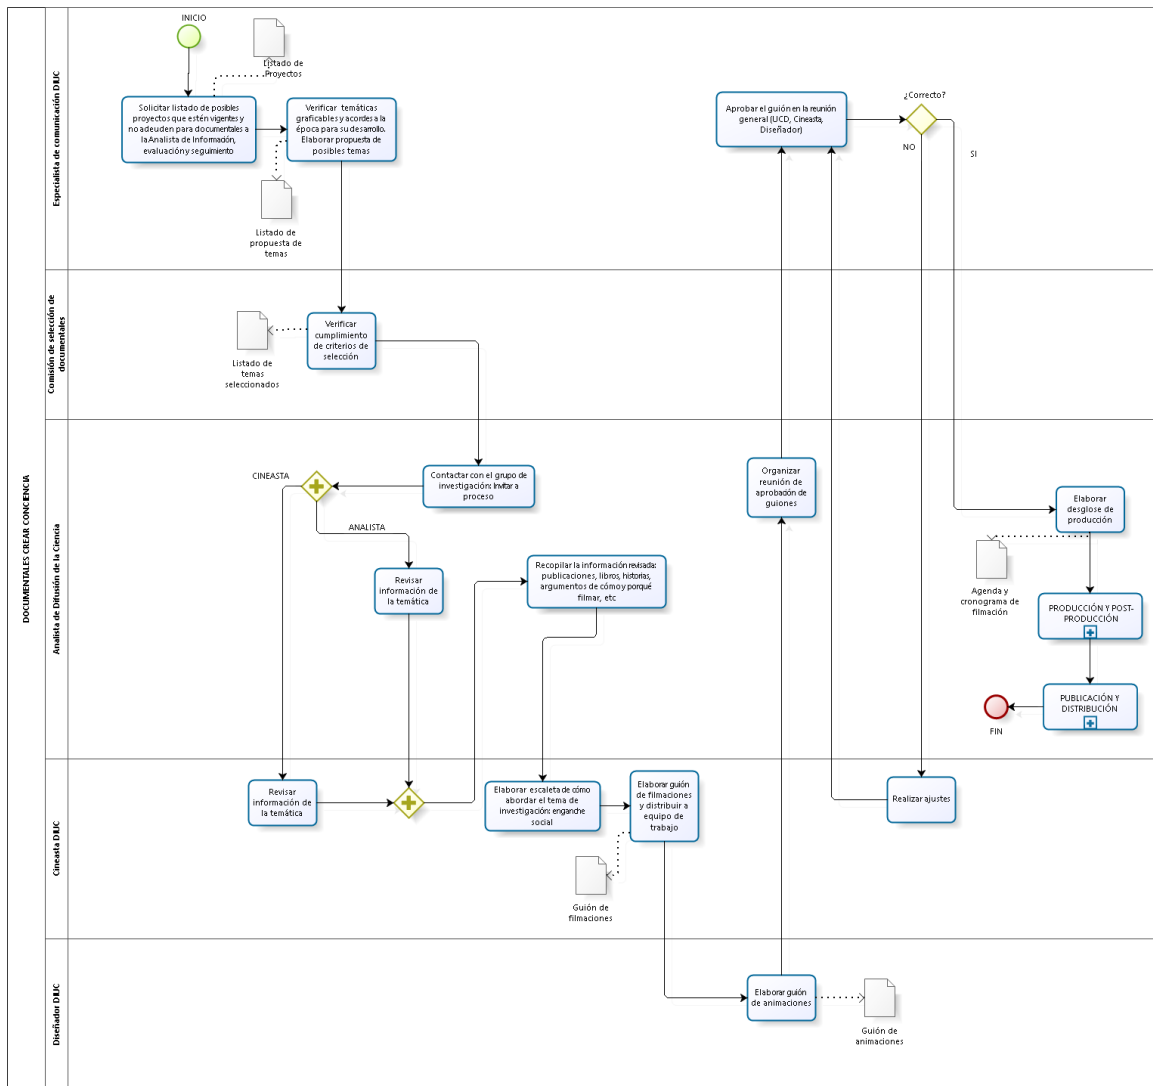 DOCUMENTALES CREAR CONCIENCIA
Especialista de comunicación DIUC
INICIO
Listado de
Proyectos
Solicitar listado de posibles
proyectos que estén vigentes y
no adeuden para documentales a
la Analista de Información,
evaluación y seguimiento
Verificar temáticas
graficables y acordes a la
época para su desarrollo.
Elaborar propuesta de
posibles temas
Listado de
propuesta de
temas
Aprobar el guión en la reunión
general (UCD, Cineasta,
Diseñador)
¿Correcto?
NO
SI
Comisión de selección de
documentales
Verificar
cumplimiento
de criterios de
selección
Listado de
temas
seleccionados
Analista de Difusión de la Ciencia
CINEASTA
Contactar con el grupo de
investigación: Invitar a
proceso
ANALISTA
Revisar
información de
la temática
Recopilar la información revisada:
publicaciones, libros, historias,
argumentos de cómo y porqué
filmar, etc
Organizar
reunión de
aprobación de
guiones
Elaborar
desglose de
producción
Agenda y
cronograma de
filmación
PRODUCCIÓN Y POST-
PRODUCCIÓN
PUBLICACIÓN Y
DISTRIBUCIÓN
FIN
Cineasta DIUC
Revisar
información de
la temática
Elaborar escaleta de cómo
abordar el tema de
investigación: enganche
social
Elaborar guión
de filmaciones
y distribuir a
equipo de
trabajo
Guión de
filmaciones
Realizar ajustes
Diseñador DIUC
Elaborar guión
de animaciones
Guión de
animaciones